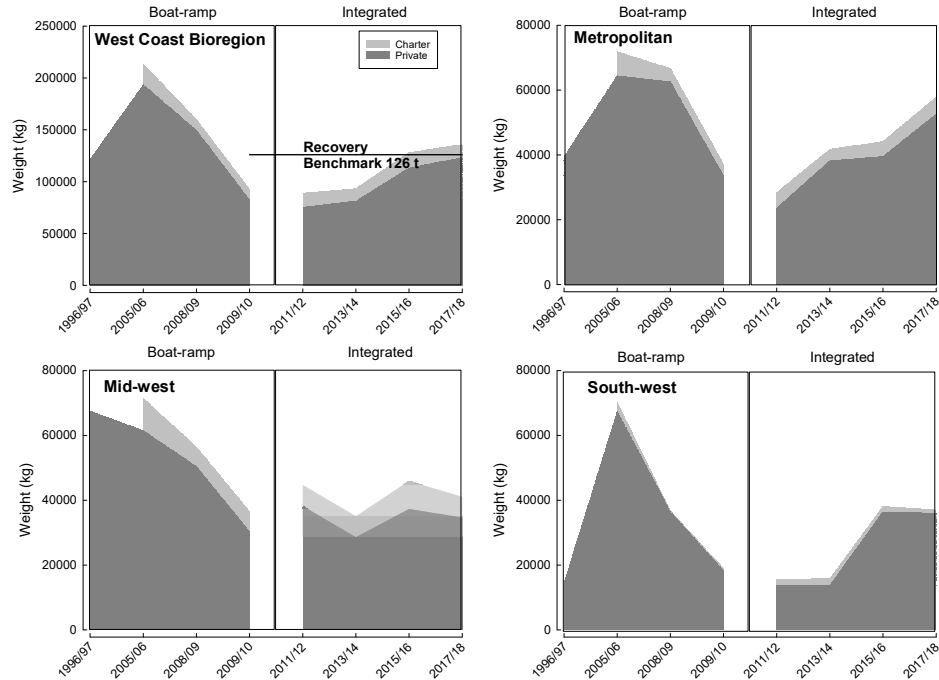 Boat-ramp Integrated
West Coast Bioregion
Charter
Private
Recovery
Benchmark 126 t
Weight (kg)
250000
200000
150000
100000
50000
0
1996/97 2005/06 2008/09 2009/10 2011/12 2013/14 2015/16 2017/18
Boat-ramp Integrated
Metropolitan
Weight (kg)
80000
60000
40000
20000
0
1996/97 2005/06 2008/09 2009/10 2011/12 2013/14 2015/16 2017/18
Boat-ramp Integrated
Mid-west
Weight (kg)
80000
60000
40000
20000
0
1996/97 2005/06 2008/09 2009/10 2011/12 2013/14 2015/16 2017/18
Boat-ramp Integrated
South-west
Weight (kg)
80000
60000
40000
20000
0
1996/97 2005/06 2008/09 2009/10 2011/12 2013/14 2015/16 2017/18